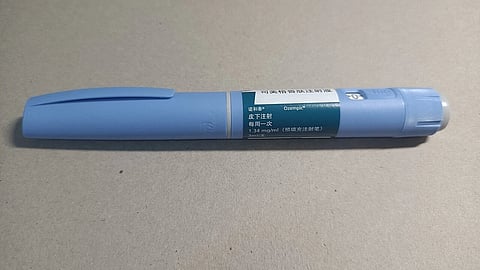 司美格鲁肽注射液
诺和泰® Ozempic®
皮下注射
每周一次
1.34 mg/ml（预填充注射笔）